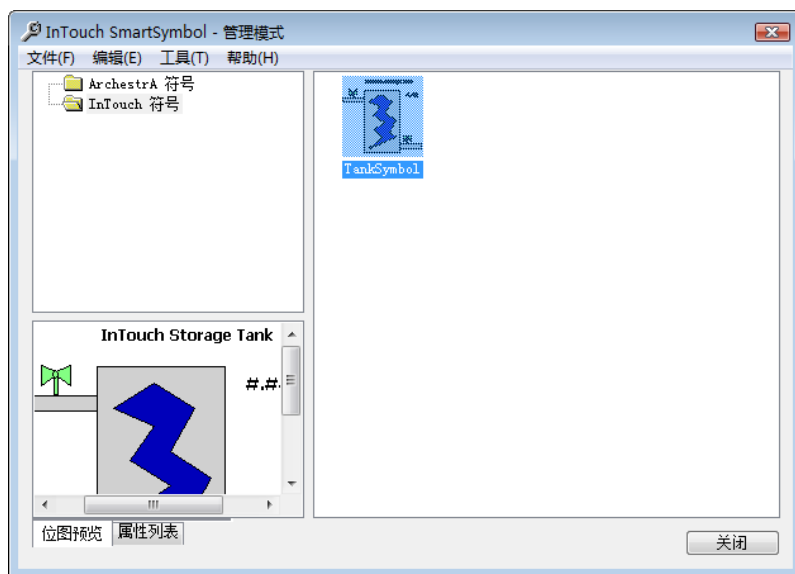 InTouch SmartSymbol - 管理模式
文件(F) 编辑(E) 工具(T) 帮助(H)
ArchestrA 符号
InTouch 符号
TankSymbol
InTouch Storage Tank
#.#
位图预览 属性列表
关闭